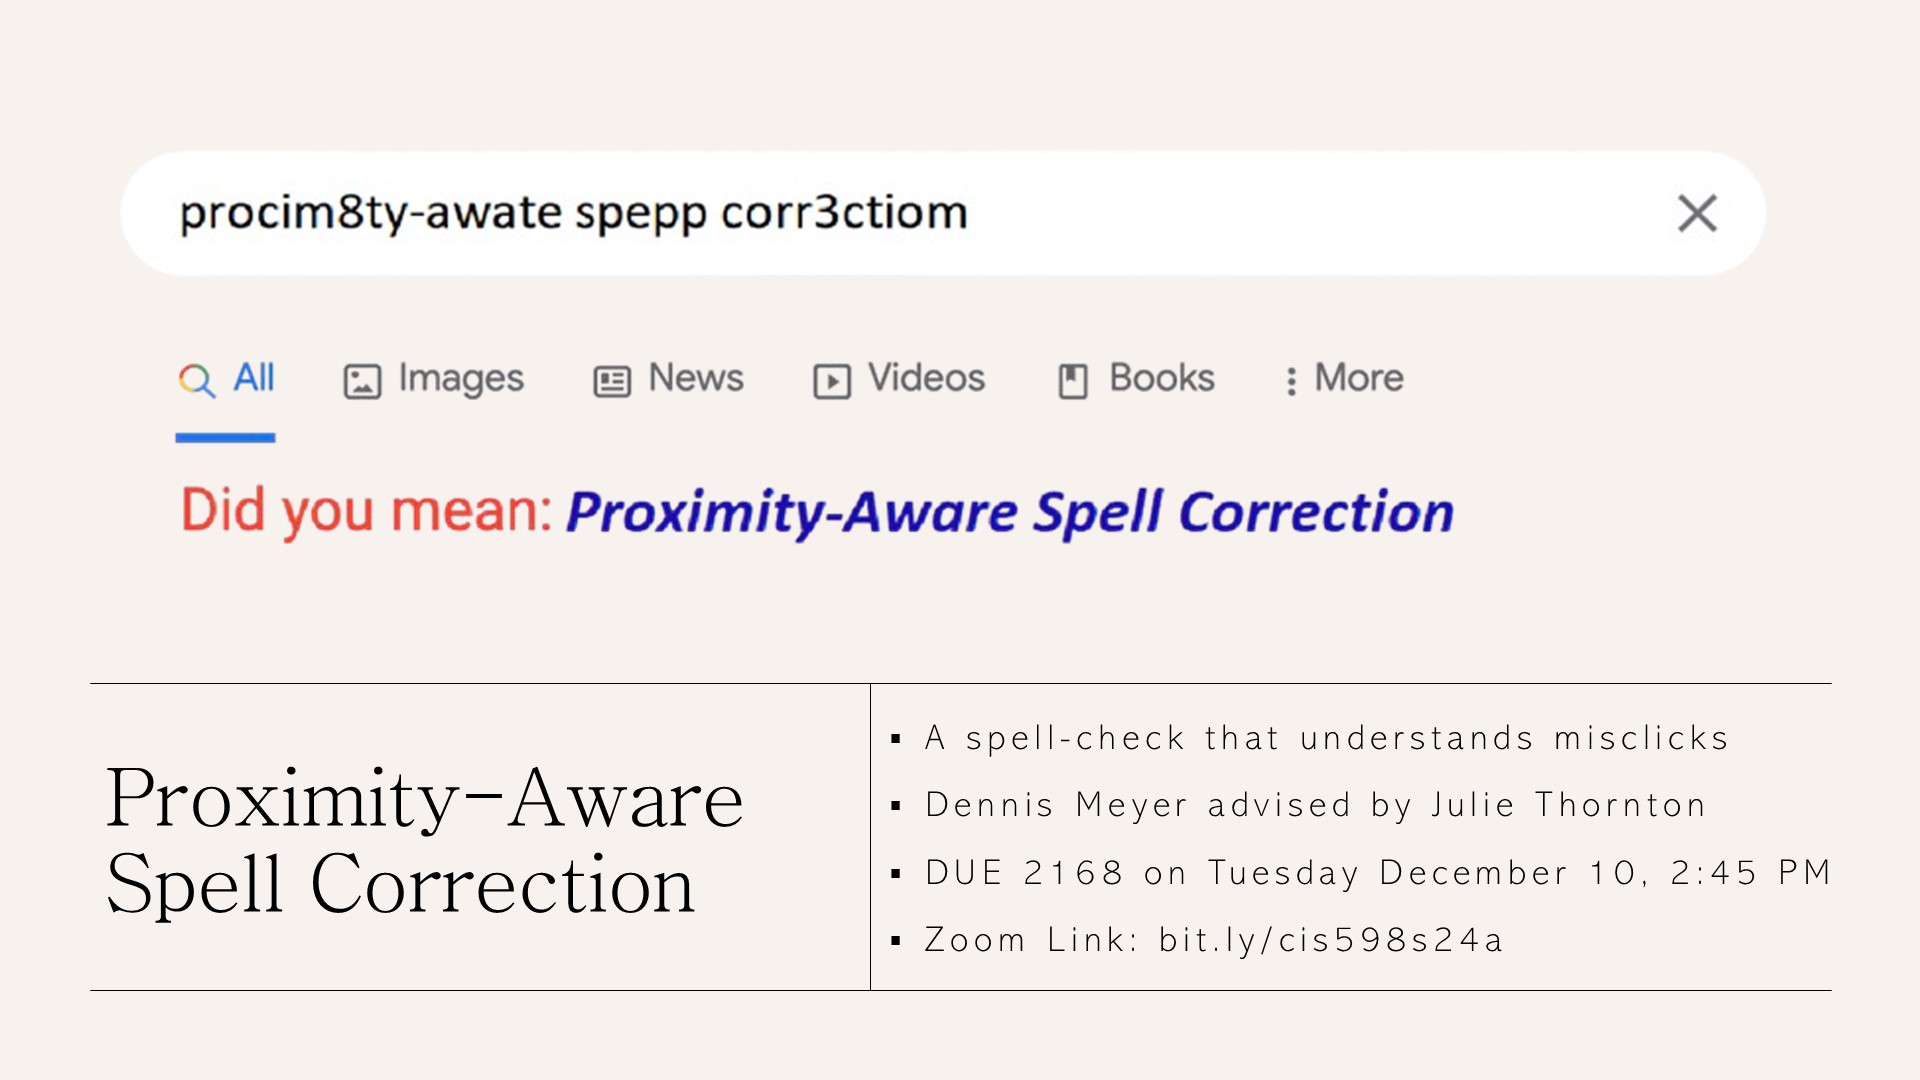 procim8ty-awate spepp corr3ctiom
All Images News Videos Books More
Did you mean: Proximity-Aware Spell Correction
Proximity-Aware
Spell Correction
▪ A spell-check that understands misclicks
▪ Dennis Meyer advised by Julie Thornton
▪ DUE 2168 on Tuesday December 10, 2:45 PM
▪ Zoom Link: bit.ly/cis598s24a